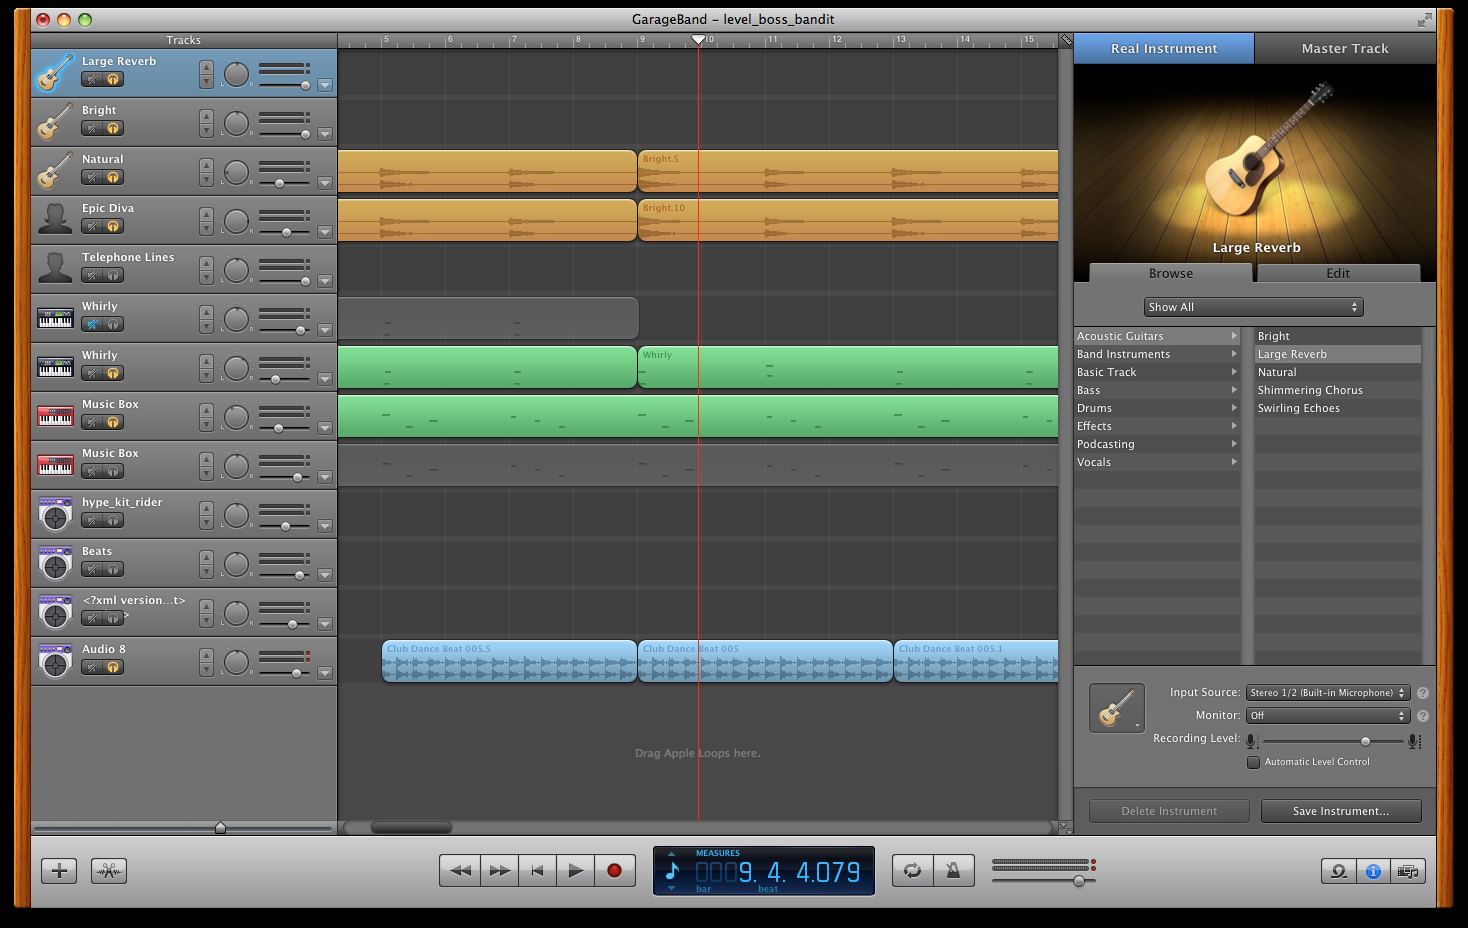 GarageBand – level_boss_bandit
Tracks
5 6 7 8 9 10 11 12 13 14 15
Real Instrument
Master Track
Large Reverb
L R
Bright
L R
Natural
L R
Epic Diva
L R
Telephone Lines
L R
Whirly
L R
Whirly
L R
Music Box
L R
Music Box
L R
hype_kit_rider
L R
Beats
L R
<?xml version...t>
>
L R
Audio 8
L R
Bright.5
Bright.10
Whirly
Club Dance Beat 005.5
Club Dance Beat 005
Club Dance Beat 005.1
Drag Apple Loops here.
Large Reverb
Browse
Edit
Show All
Acoustic Guitars
Band Instruments
Basic Track
Bass
Drums
Effects
Podcasting
Vocals
Bright
Large Reverb
Natural
Shimmering Chorus
Swirling Echoes
Input Source: Stereo 1/2 (Built-in Microphone) ?
Monitor: Off ?
Recording Level:
Automatic Level Control
Delete Instrument
Save Instrument...
MEASURES
0009. 4. 4.079
bar beat